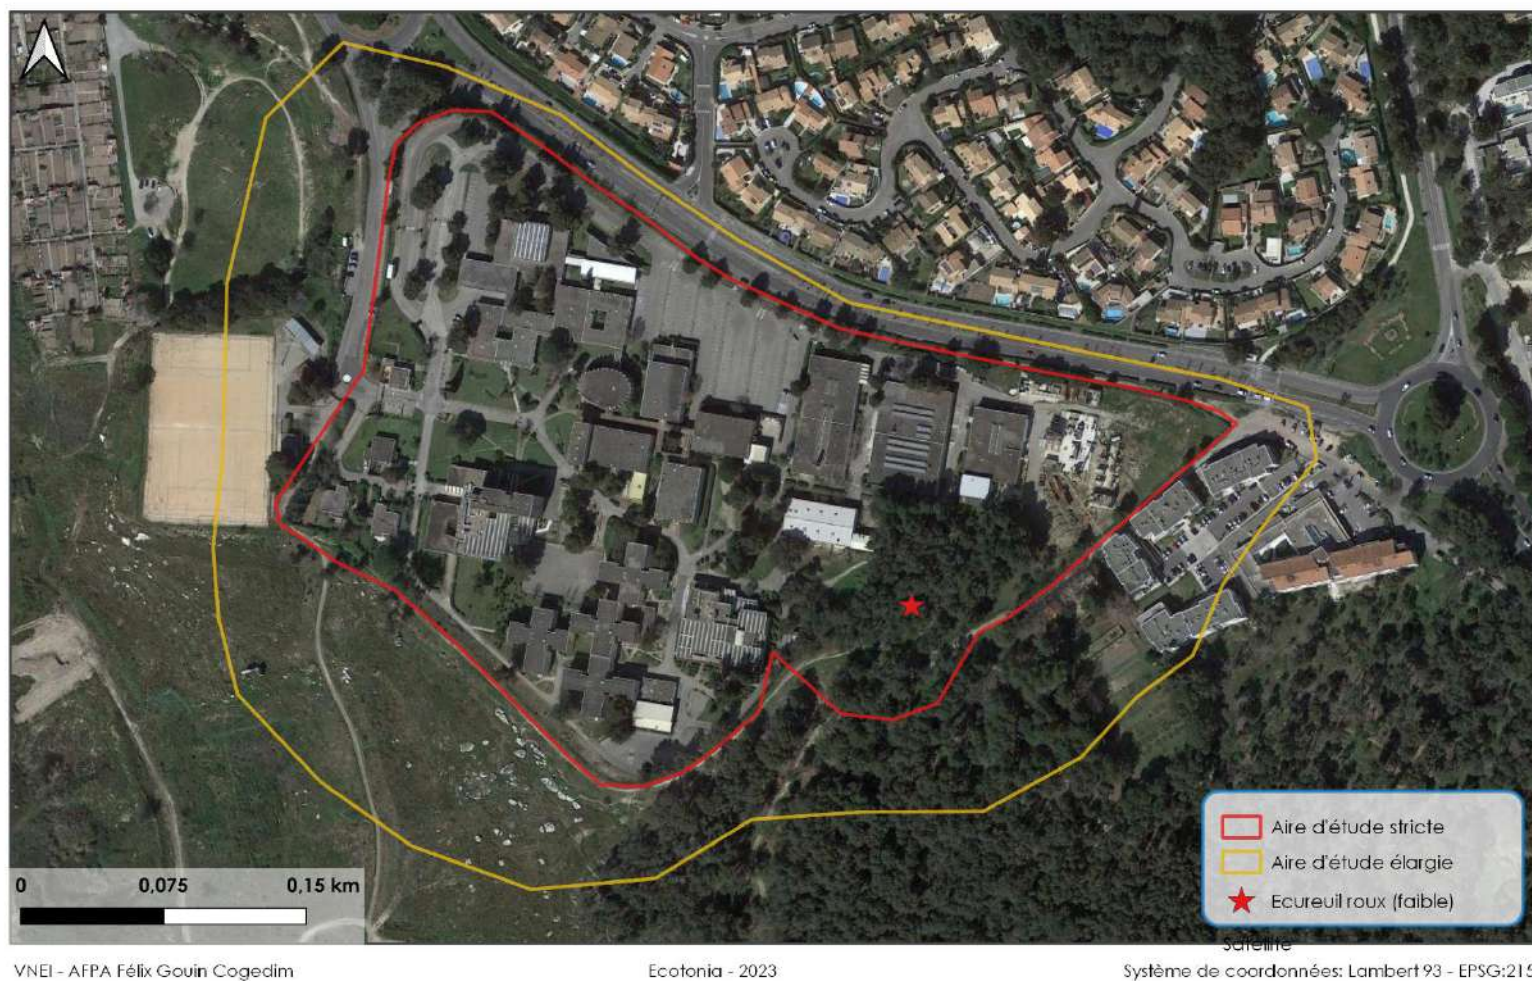 0 0,075 0,15 km
Aire d'étude stricte
Aire d'étude élargie
Ecureuil roux (faible)
Satellite
VNEI - AFPA Félix Gouin Cogedim
Ecotonia - 2023
Système de coordonnées: Lambert 93 - EPSG:215